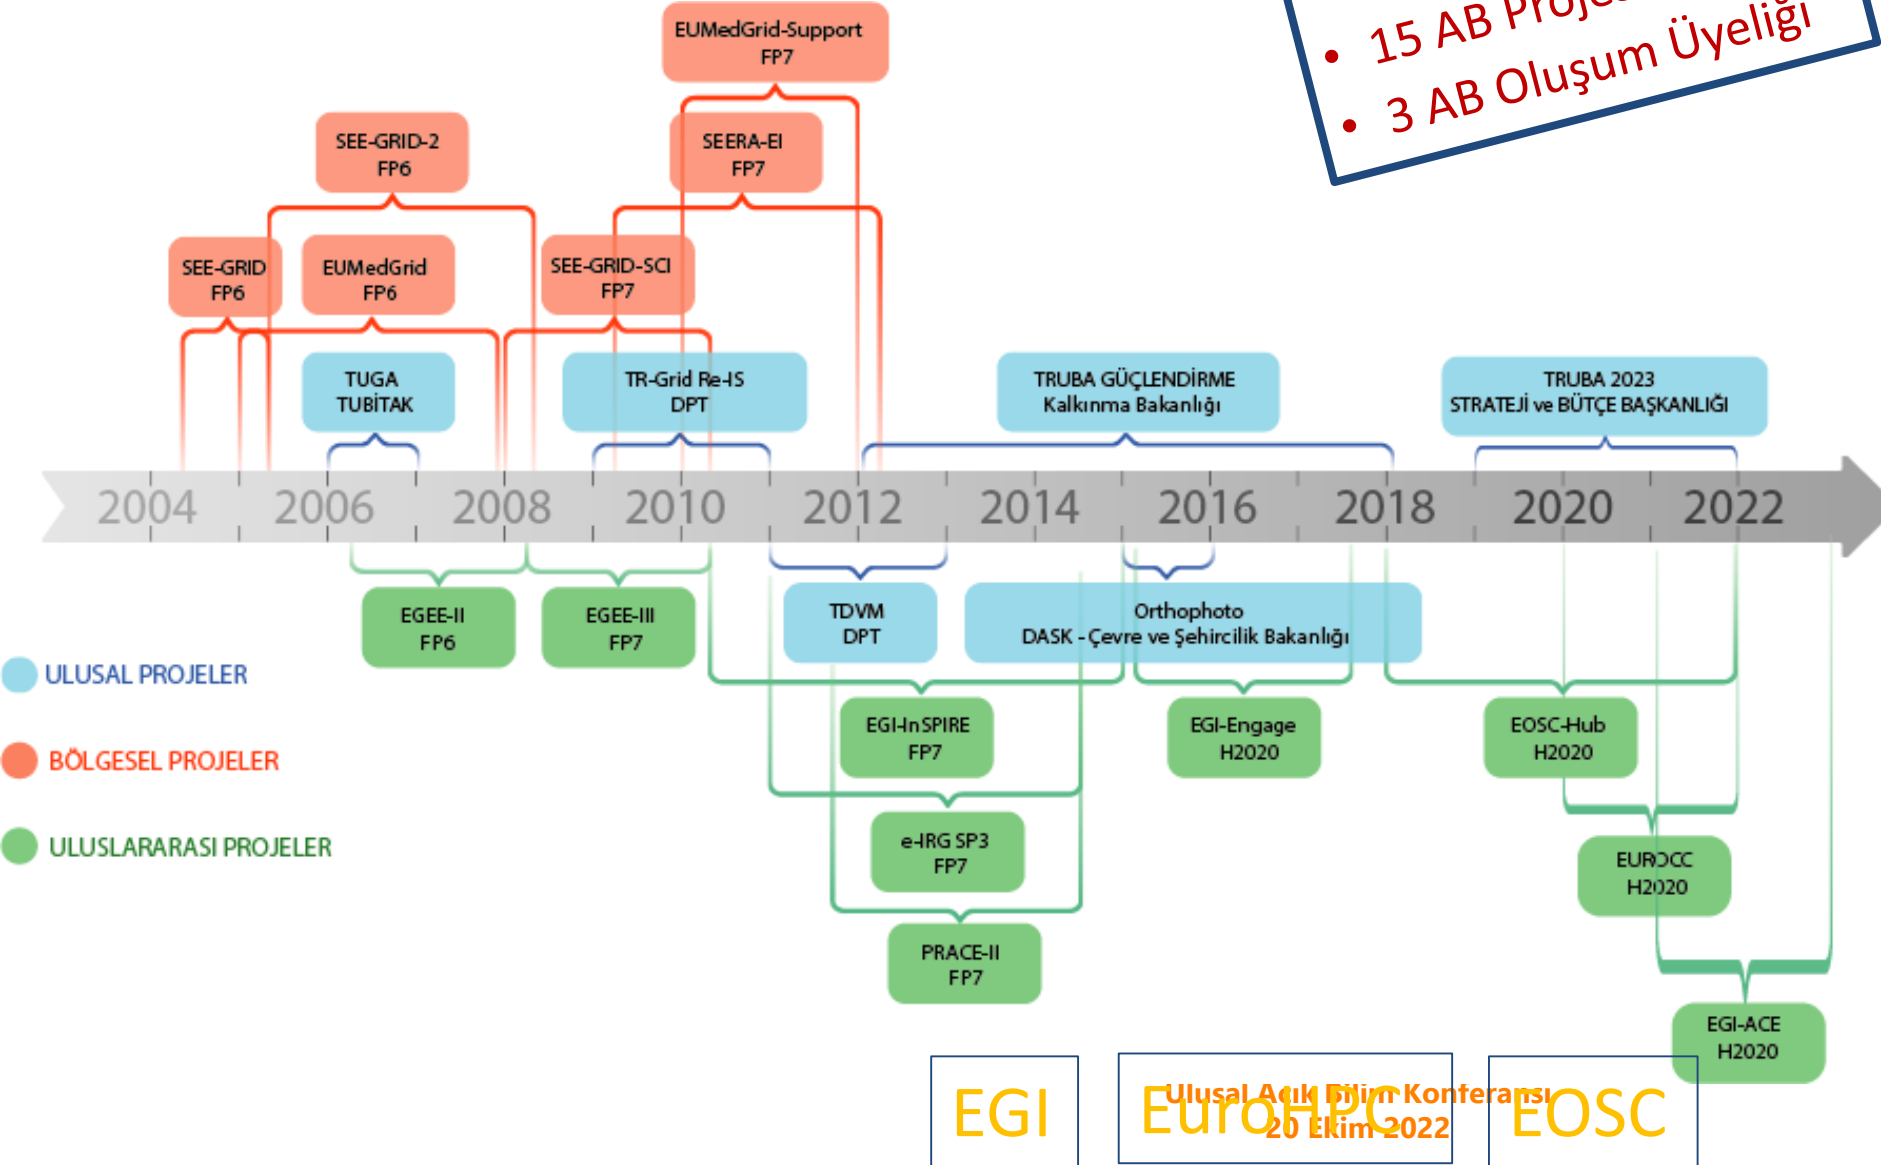 EUMedGrid-Support
FP7
• 15 AB
• 3 AB Oluşum Üyeliği
SEE-GRID-2
FP6
SEERA-EI
FP7
SEE-GRID
FP6
EUMedGrid
FP6
SEE-GRID-SCI
FP7
TUGA
TUBİTAK
TR-Grid Re-IS
DPT
TRUBA GÜÇLENDİRME
Kalkınma Bakanlığı
TRUBA 2023
STRATEJİ ve BÜTÇE BAŞKANLIĞI
2004 2006 2008 2010 2012 2014 2016 2018 2020 2022
EGEE-II
FP6
EGEE-III
FP7
TDVM
DPT
Orthophoto
DASK - Çevre ve Şehircilik Bakanlığı
ULUSAL PROJELER
BÖLGESEL PROJELER
ULUSLARARASI PROJELER
EGI-InSPIRE
FP7
EGI-Engage
H2020
EOSC-Hub
H2020
e-IRG SP3
FP7
EUROCC
H2020
PRACE-II
FP7
EGI-ACE
H2020
EGI
EuroHPC
EOSC
Ulusal Açık Bilim Konferansı
20 Ekim 2022